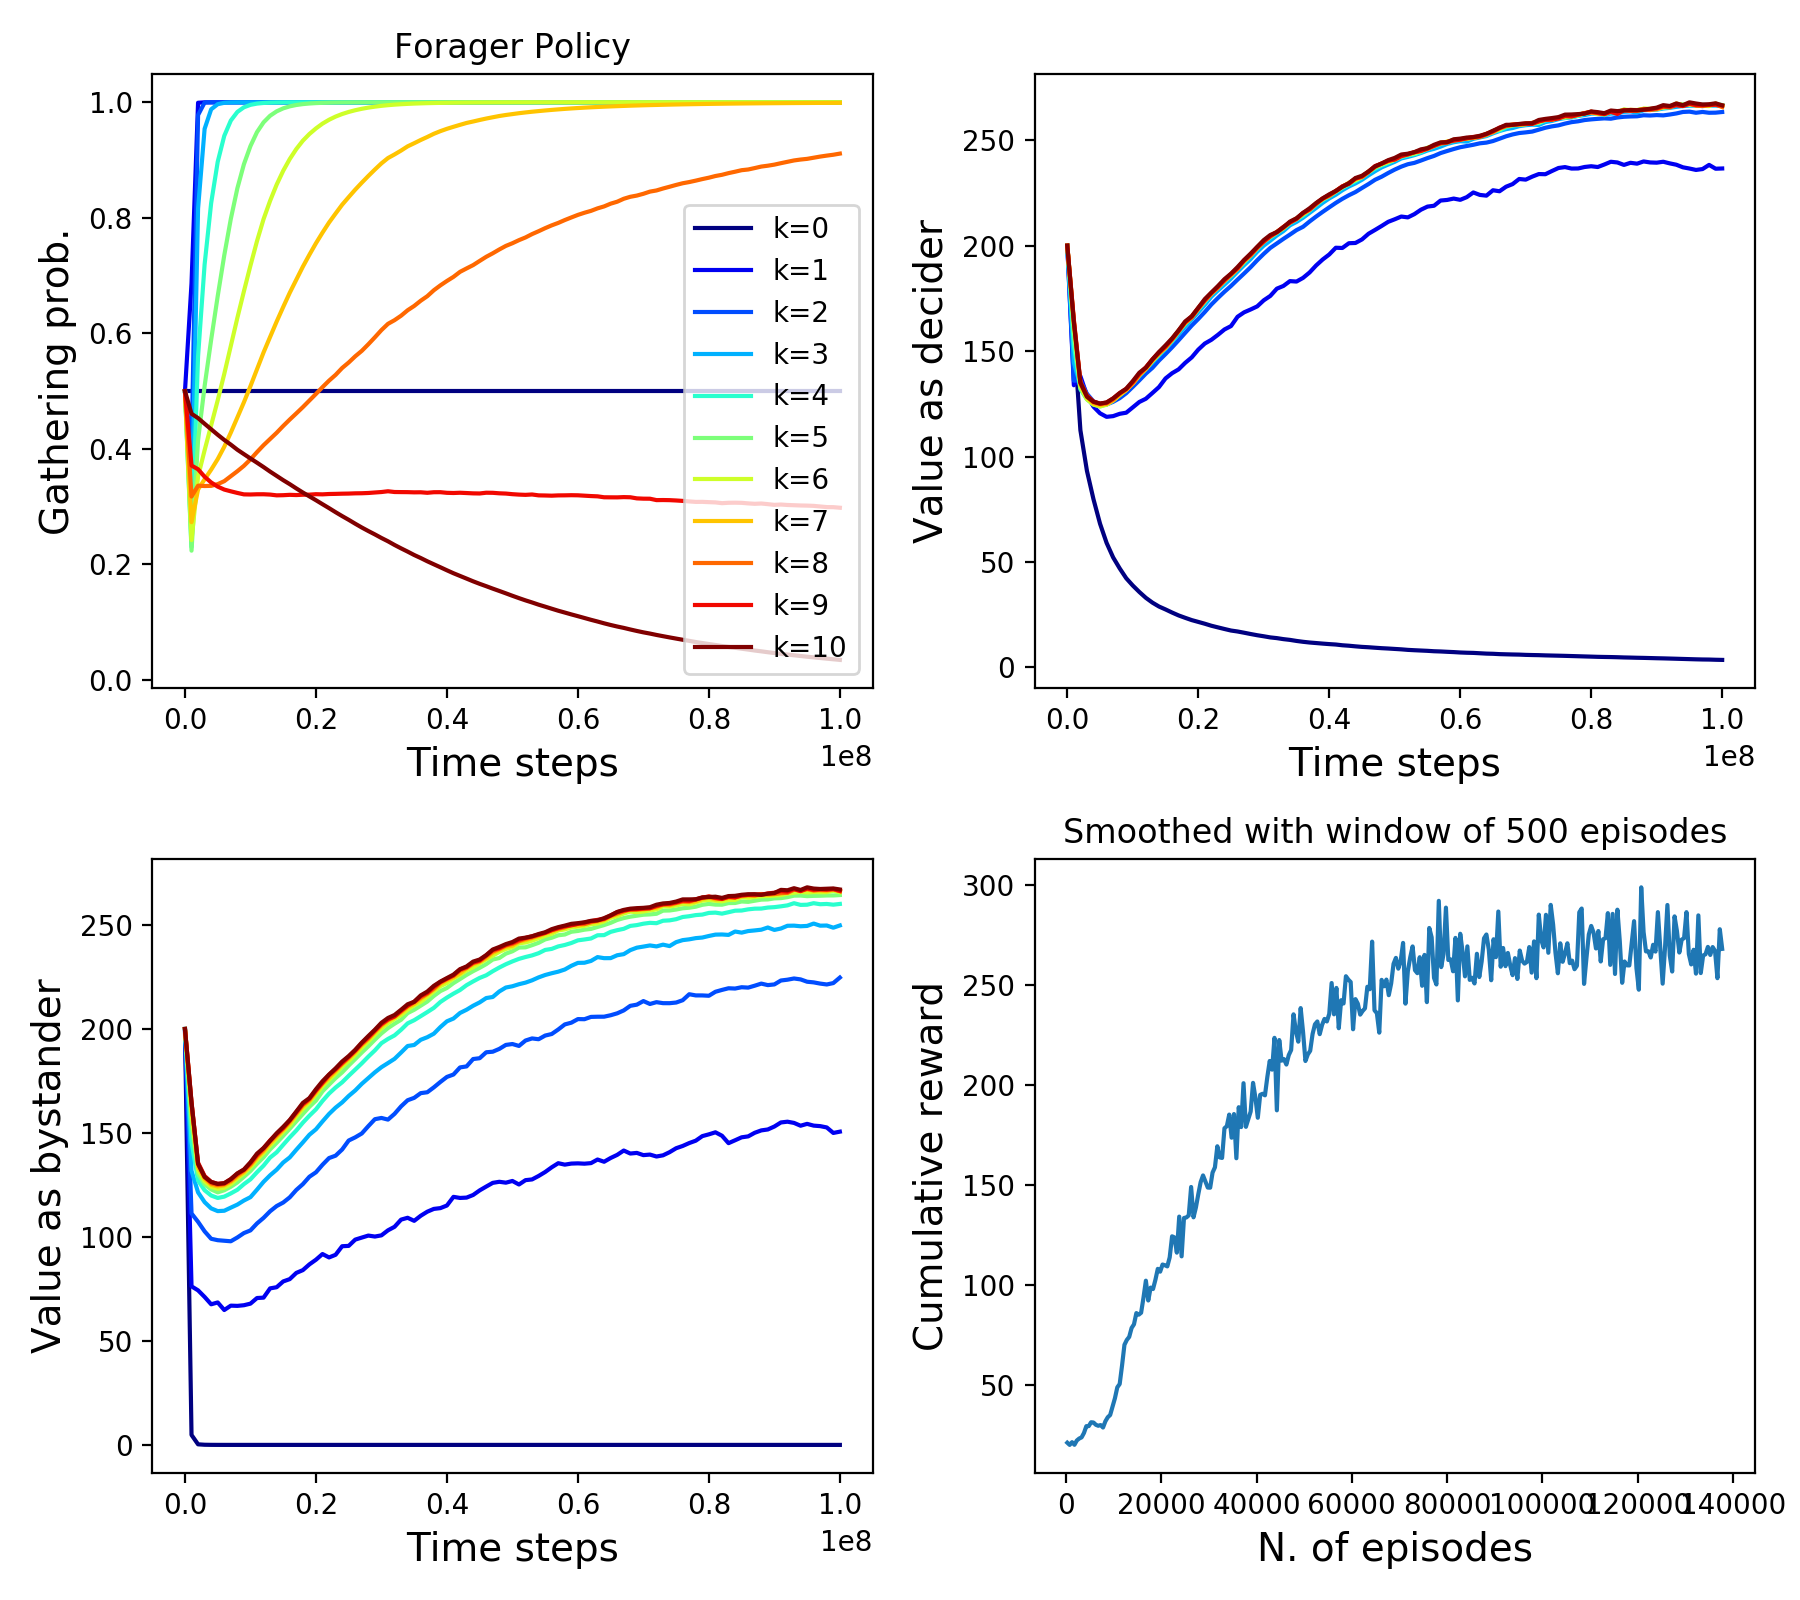 Forager Policy
Gathering prob.
1.0
0.8
0.6
0.4
0.2
0.0
k=0
k=1
k=2
k=3
k=4
k=5
k=6
k=7
k=8
k=9
k=10
0.0 0.2 0.4 0.6 0.8 1.0
1e8
Time steps
Value as decider
250
200
150
100
50
0
0.0 0.2 0.4 0.6 0.8 1.0
1e8
Time steps
Value as bystander
250
200
150
100
50
0
0.0 0.2 0.4 0.6 0.8 1.0
1e8
Time steps
Smoothed with window of 500 episodes
Cumulative reward
300
250
200
150
100
50
0 20000 40000 60000 80000 100000 120000 140000
N. of episodes